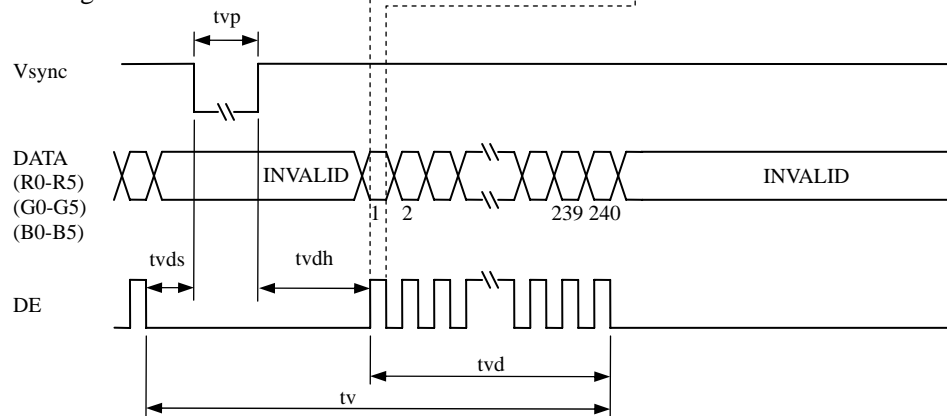 tvp
Vsync
DATA
(R0-R5)
(G0-G5)
(B0-B5)
INVALID
INVALID
1 2 239 240
tvds
tvdh
DE
tvd
tv